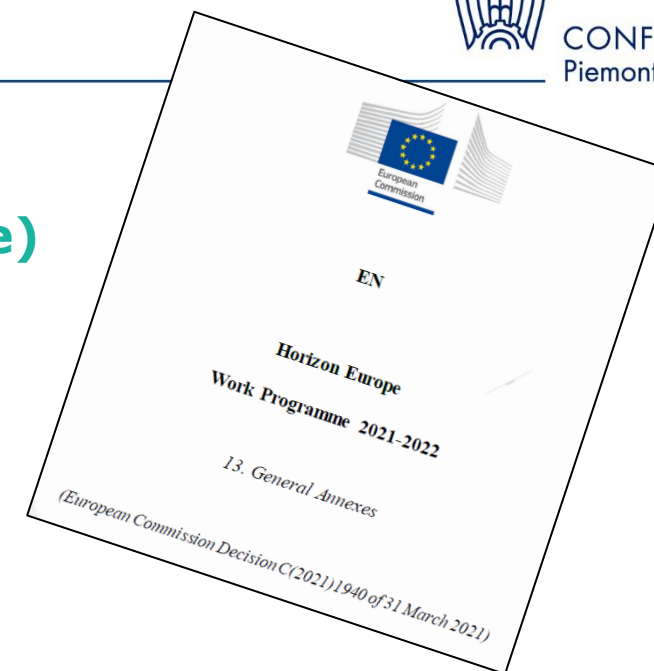 CONF
Piemont
e)
European
Commission
EN
Horizon Europe
Work Programme 2021-2022
13. General Annexes
(European Commission Decision C(2021)1940 of 31 March 2021)